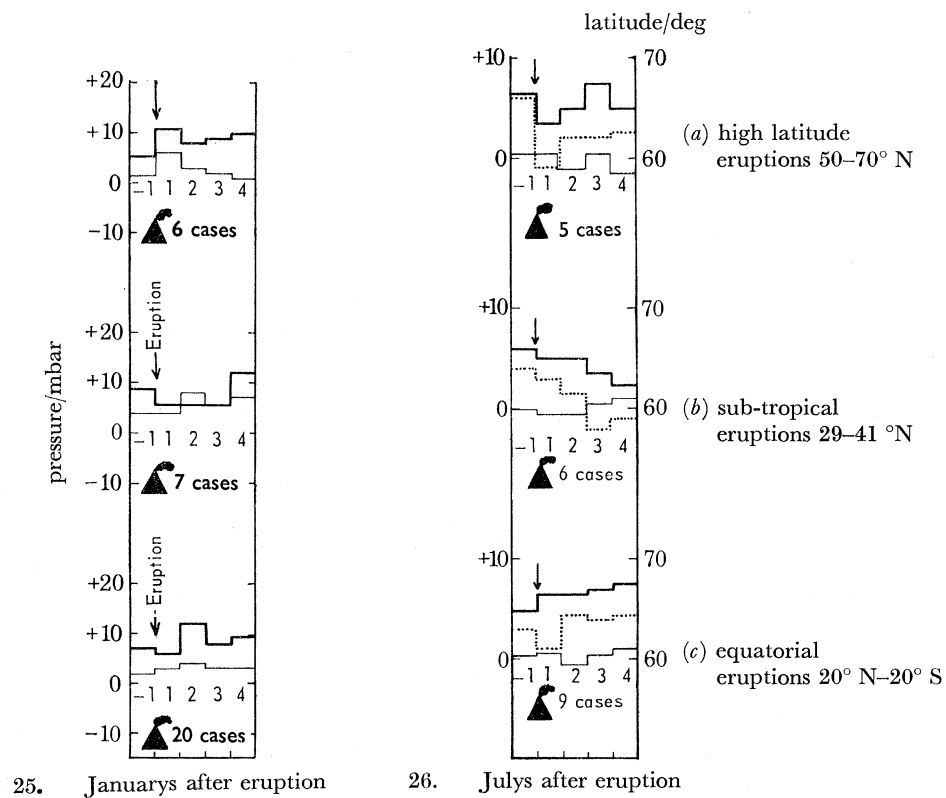 latitude/deg
+20
+10
0
−10
−1 1 2 3 4
6 cases
+10
0
70
60
−1 1 2 3 4
5 cases
(a) high latitude
eruptions 50–70° N
pressure/mbar
Eruption
+20
+10
0
−10
−1 1 2 3 4
7 cases
+10
0
70
60
−1 1 2 3 4
6 cases
(b) sub-tropical
eruptions 29–41 °N
Eruption
+20
+10
0
−10
−1 1 2 3 4
20 cases
+10
0
70
60
−1 1 2 3 4
9 cases
(c) equatorial
eruptions 20° N–20° S
25. Januarys after eruption
26. Julys after eruption